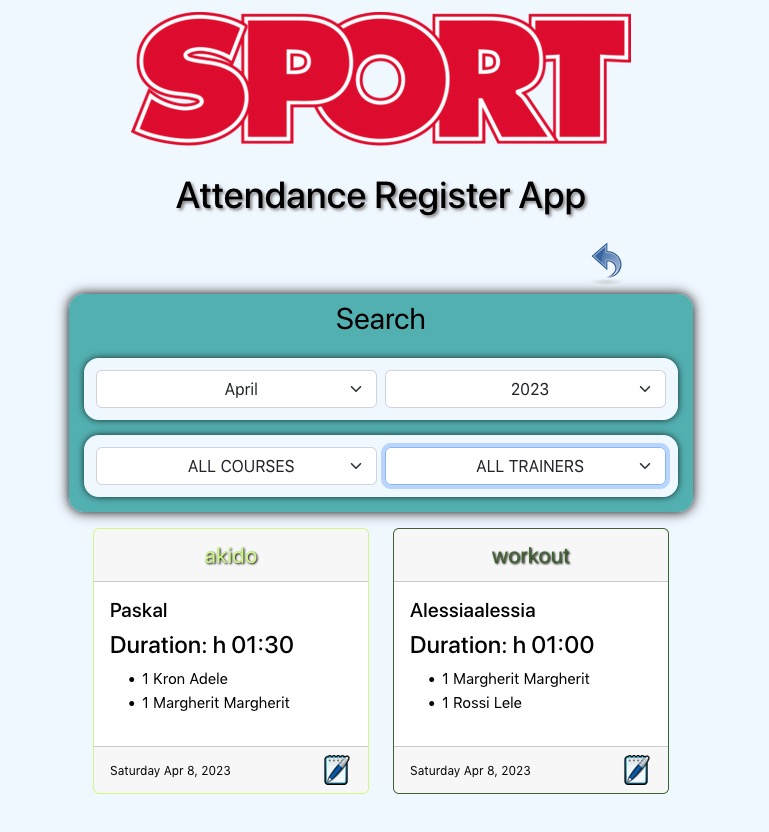 SPORT
Attendance Register App
Search
April
2023
ALL COURSES
ALL TRAINERS
akido
Paskal
Duration: h 01:30
• 1 Kron Adele
• 1 Margherit Margherit
Saturday Apr 8, 2023
workout
Alessiaalessia
Duration: h 01:00
• 1 Margherit Margherit
• 1 Rossi Lele
Saturday Apr 8, 2023